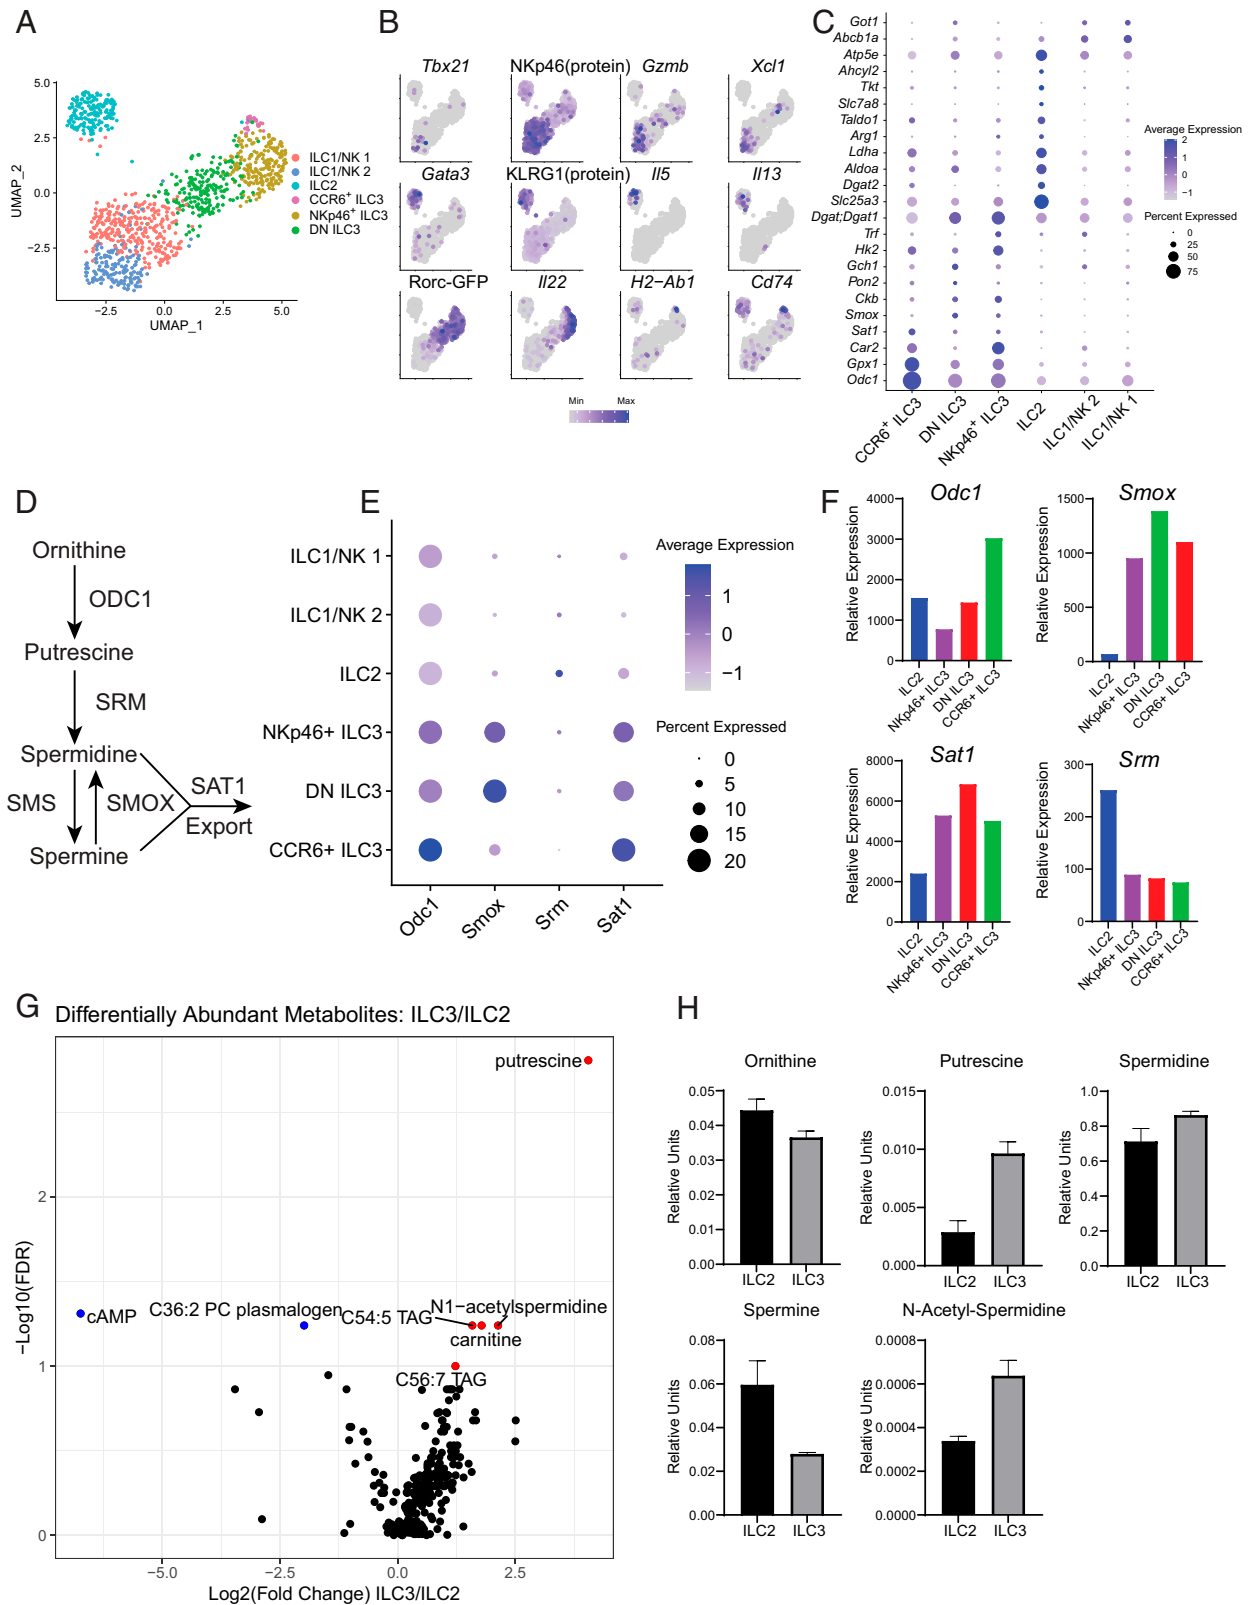 A
5.0
2.5
0.0
−2.5
UMAP_2
−2.5
0.0
2.5
5.0
UMAP_1
ILC1/NK 1
ILC1/NK 2
ILC2
CCR6+ ILC3
NKp46+ ILC3
DN ILC3
B
Tbx21
NKp46(protein)
Gzmb
Xcl1
Gata3
KLRG1(protein)
Il5
Il13
Rorc-GFP
Il22
H2−Ab1
Cd74
Min
Max
C
Got1
Abcb1a
Atp5e
Ahcyl2
Tkt
Slc7a8
Taldo1
Arg1
Ldha
Aldoa
Dgat2
Slc25a3
Dgat;Dgat1
Trf
Hk2
Gch1
Pon2
Ckb
Smox
Sat1
Car2
Gpx1
Odc1
CCR6+ ILC3
DN ILC3
NKp46+ ILC3
ILC2
ILC1/NK 2
ILC1/NK 1
Average Expression
2
1
0
−1
Percent Expressed
0
25
50
75
D
Ornithine
ODC1
Putrescine
SRM
Spermidine
SMS
SMOX
SAT1
Export
Spermine
E
ILC1/NK 1
ILC1/NK 2
ILC2
NKp46+ ILC3
DN ILC3
CCR6+ ILC3
Odc1
Smox
Srm
Sat1
Average Expression
1
0
−1
Percent Expressed
0
5
10
15
20
F
Odc1
Relative Expression
4000
3000
2000
1000
0
ILC2
NKp46+ ILC3
DN ILC3
CCR6+ ILC3
Smox
Relative Expression
1500
1000
500
0
ILC2
NKp46+ ILC3
DN ILC3
CCR6+ ILC3
Sat1
Relative Expression
8000
6000
4000
2000
0
ILC2
NKp46+ ILC3
DN ILC3
CCR6+ ILC3
Srm
Relative Expression
300
200
100
0
ILC2
NKp46+ ILC3
DN ILC3
CCR6+ ILC3
G
Differentially Abundant Metabolites: ILC3/ILC2
putrescine
cAMP
C36:2 PC plasmalogen
C54:5 TAG
N1−acetylspermidine
carnitine
C56:7 TAG
2
1
0
−Log10(FDR)
−5.0
−2.5
0.0
2.5
Log2(Fold Change) ILC3/ILC2
H
Ornithine
Relative Units
0.05
0.04
0.03
0.02
0.01
0.00
ILC2
ILC3
Putrescine
Relative Units
0.015
0.010
0.005
0.000
ILC2
ILC3
Spermidine
Relative Units
1.0
0.8
0.6
0.4
0.2
0.0
ILC2
ILC3
Spermine
Relative Units
0.08
0.06
0.04
0.02
0.00
ILC2
ILC3
N-Acetyl-Spermidine
Relative Units
0.0008
0.0006
0.0004
0.0002
0.0000
ILC2
ILC3